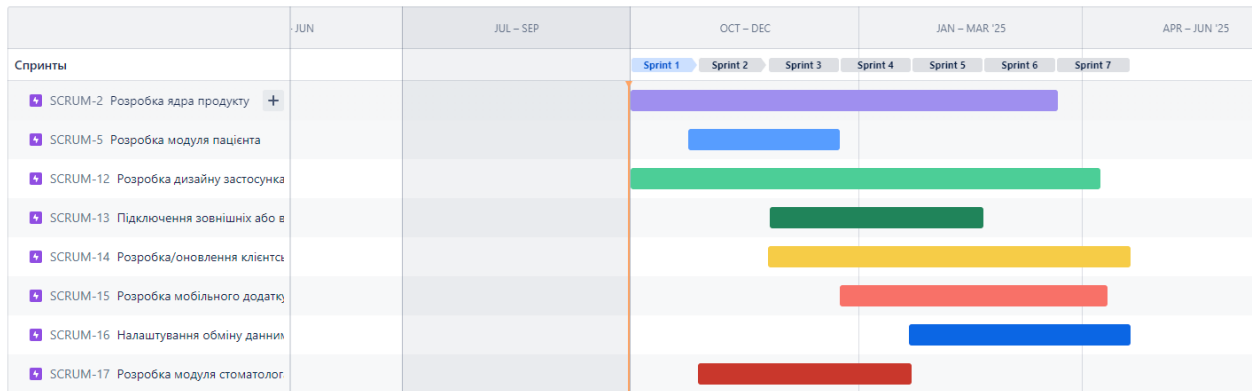 - JUN JUL – SEP OCT – DEC JAN – MAR '25 APR – JUN '25
Спринты Sprint 1 Sprint 2 Sprint 3 Sprint 4 Sprint 5 Sprint 6 Sprint 7
SCRUM-2 Розробка ядра продукту +
SCRUM-5 Розробка модуля пацієнта
SCRUM-12 Розробка дизайну застосунка
SCRUM-13 Підключення зовнішніх або в
SCRUM-14 Розробка/оновлення клієнтсь
SCRUM-15 Розробка мобільного додатку
SCRUM-16 Налаштування обміну данним
SCRUM-17 Розробка модуля стоматолог